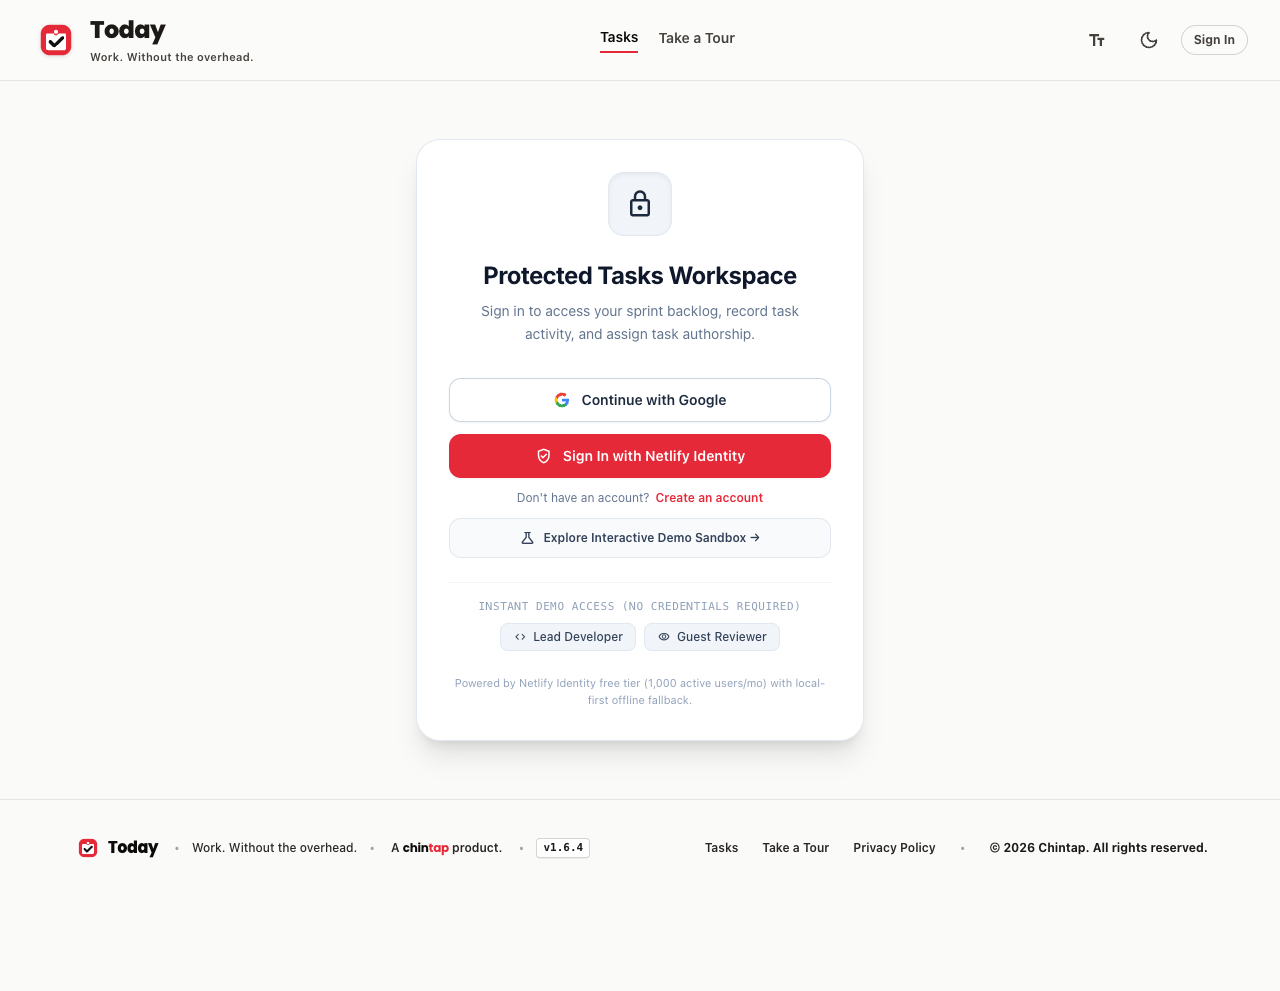 Today
Work. Without the overhead.
Tasks
Take a Tour
Tt
Sign In
Protected Tasks Workspace
Sign in to access your sprint backlog, record task
activity, and assign task authorship.
Continue with Google
Sign In with Netlify Identity
Don't have an account? Create an account
Explore Interactive Demo Sandbox →
INSTANT DEMO ACCESS (NO CREDENTIALS REQUIRED)
Lead Developer
Guest Reviewer
Powered by Netlify Identity free tier (1,000 active users/mo) with local-
first offline fallback.
Today • Work. Without the overhead. • A chintap product. • v1.6.4
Tasks Take a Tour Privacy Policy • © 2026 Chintap. All rights reserved.